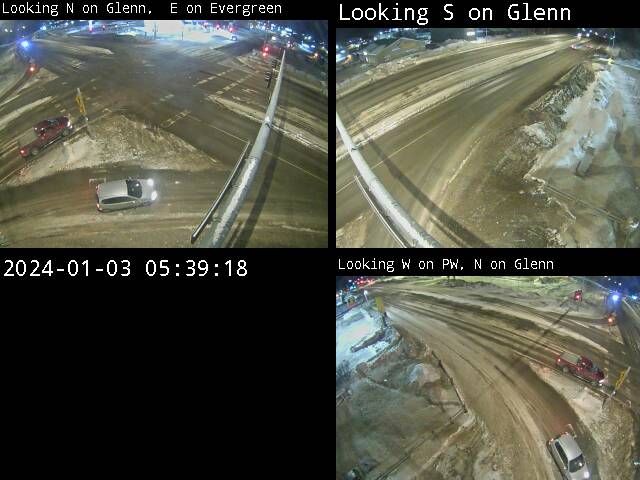 Looking N on Glenn, E on Evergreen
Looking S on Glenn
2024-01-03 05:39:18
Looking W on PW, N on Glenn